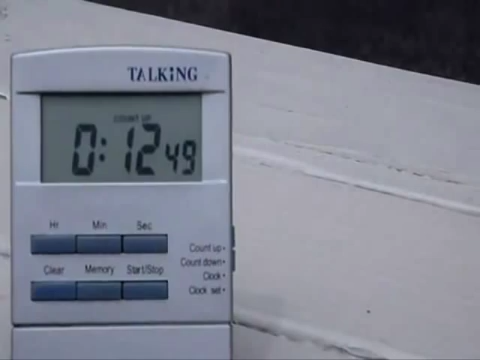 TALKING
COUNT UP
0:12 49
Hr Min Sec
Clear Memory Start/Stop
Count up
Count down
Clock
Clock set